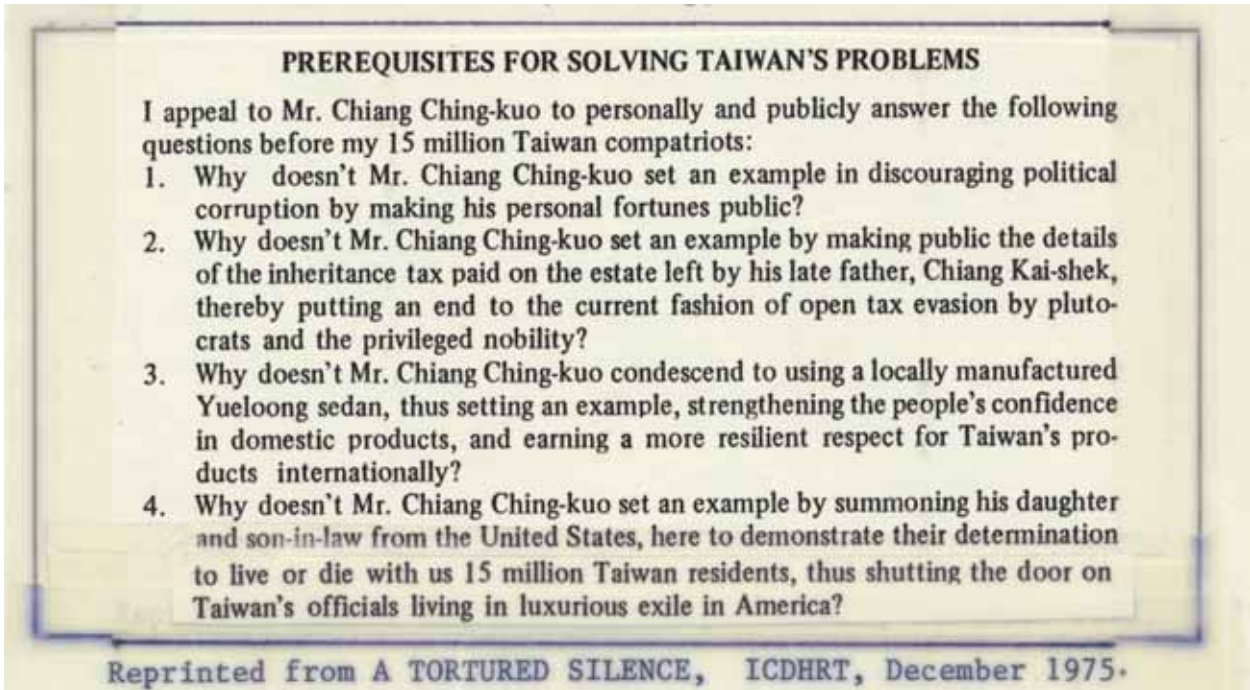 PREREQUISITES FOR SOLVING TAIWAN'S PROBLEMS
I appeal to Mr. Chiang Ching-kuo to personally and publicly answer the following
questions before my 15 million Taiwan compatriots:
1. Why doesn't Mr. Chiang Ching-kuo set an example in discouraging political
corruption by making his personal fortunes public?
2. Why doesn't Mr. Chiang Ching-kuo set an example by making public the details
of the inheritance tax paid on the estate left by his late father, Chiang Kai-shek,
thereby putting an end to the current fashion of open tax evasion by pluto-
crats and the privileged nobility?
3. Why doesn't Mr. Chiang Ching-kuo condescend to using a locally manufactured
Yueloong sedan, thus setting an example, strengthening the people's confidence
in domestic products, and earning a more resilient respect for Taiwan's pro-
ducts internationally?
4. Why doesn't Mr. Chiang Ching-kuo set an example by summoning his daughter
and son-in-law from the United States, here to demonstrate their determination
to live or die with us 15 million Taiwan residents, thus shutting the door on
Taiwan's officials living in luxurious exile in America?
Reprinted from A TORTURED SILENCE, ICDHRT, December 1975.